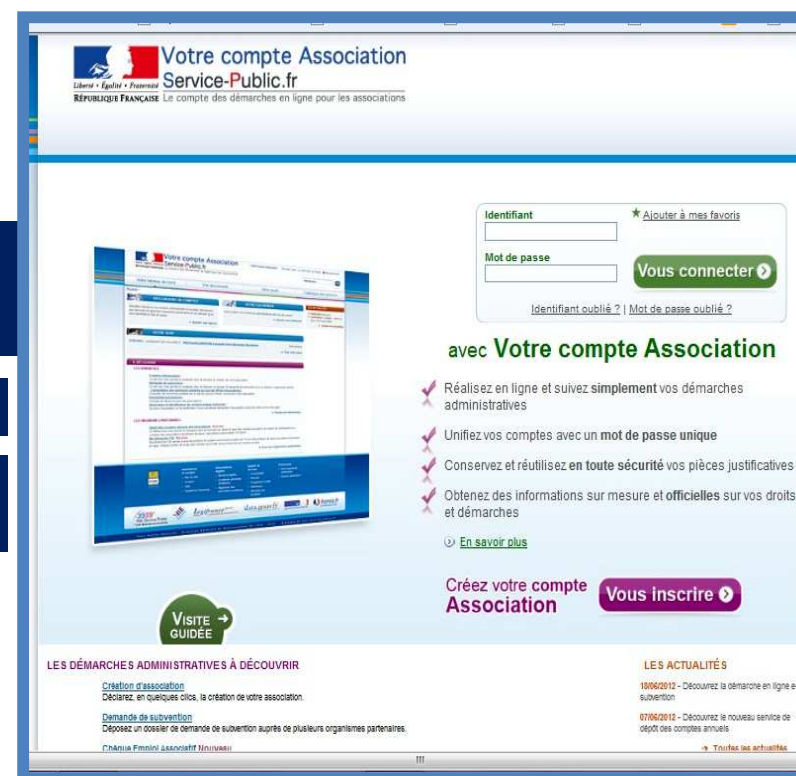 Votre compte Association
Service-Public.fr
Liberté • Égalité • Fraternité
RÉPUBLIQUE FRANÇAISE
Le compte des démarches en ligne pour les associations
Identifiant
Ajouter à mes favoris
Mot de passe
Vous connecter
Identifiant oublié ? | Mot de passe oublié ?
Votre compte Association
Service-Public.fr
avec Votre compte Association
Réalisez en ligne et suivez simplement vos démarches
administratives
Unifiez vos comptes avec un mot de passe unique
Conservez et réutilisez en toute sécurité vos pièces justificatives
Obtenez des informations sur mesure et officielles sur vos droits
et démarches
En savoir plus
Créez votre compte
Association
Vous inscrire
VISITE
GUIDÉE
LES DÉMARCHES ADMINISTRATIVES À DÉCOUVRIR
Création d'association
Déclarez, en quelques clics, la création de votre association.
Demande de subvention
Déposez un dossier de demande de subvention auprès de plusieurs organismes partenaires.
Chèque Emploi Associatif Nouveau
LES ACTUALITÉS
18/06/2012 - Découvrez la démarche en ligne e
subvention
07/06/2012 - Découvrez le nouveau service de
dépôt des comptes annuels
Toutes les actualités